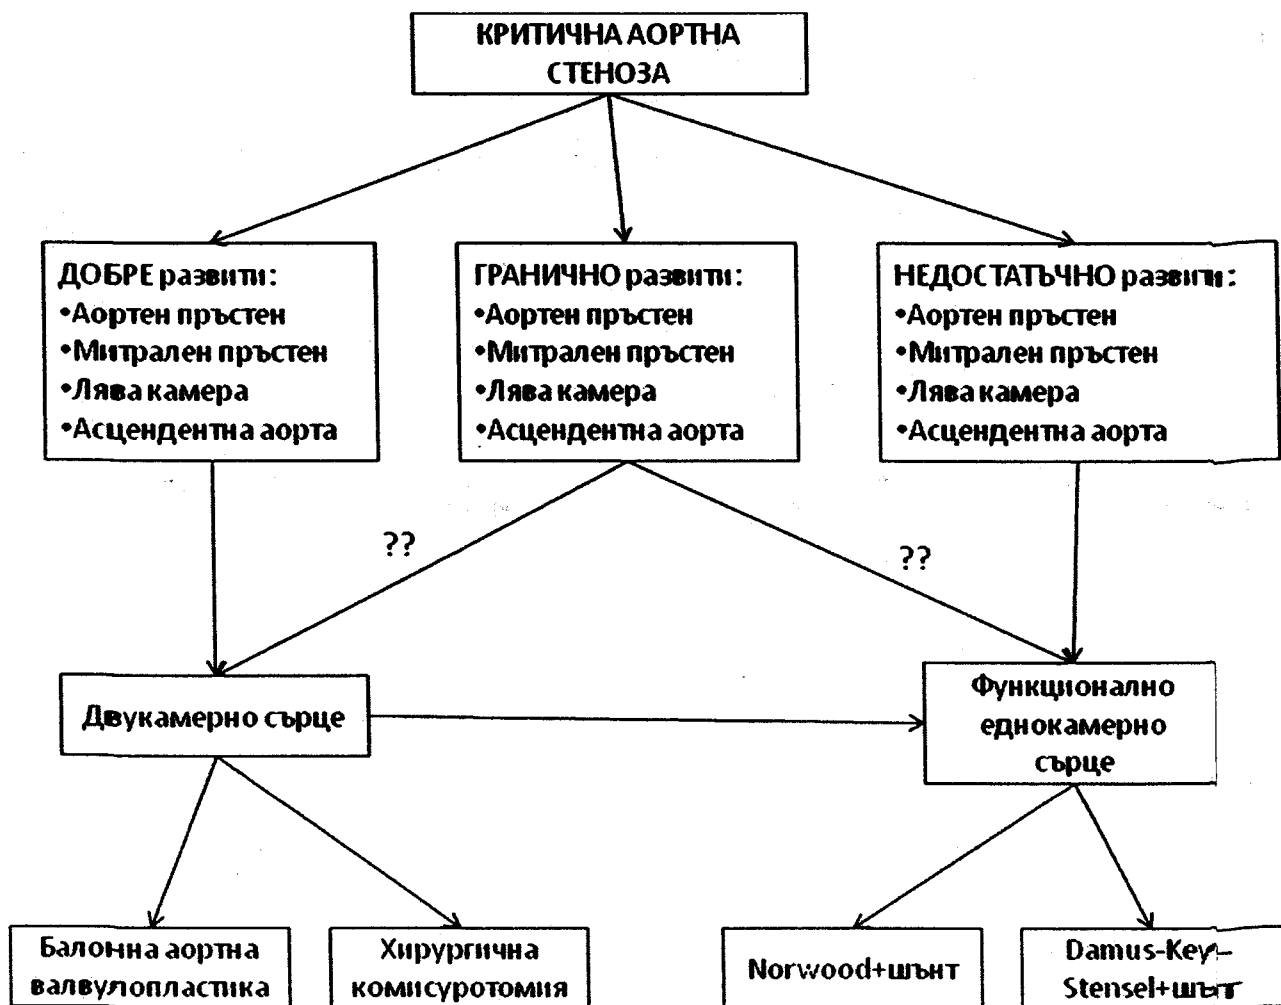 КРИТИЧНА АОРТНА
СТЕНОЗА
ДОБРЕ развити:
•Аортен пръстен
•Митрален пръстен
•Лява камера
•Асцендентна аорта
ГРАНИЧНО развити:
•Аортен пръстен
•Митрален пръстен
•Лява камера
•Асцендентна аорта
НЕДОСТАТЪЧНО развити:
•Аортен пръстен
•Митрален пръстен
•Лява камера
•Асцендентна аорта
??
??
Двукамерно сърце
Функционално
еднокамерно
сърце
Балонна аортна
валвулопластика
Хирургична
комисуротомия
Norwood+шънт
Damus-Key-
Stensel+шънт